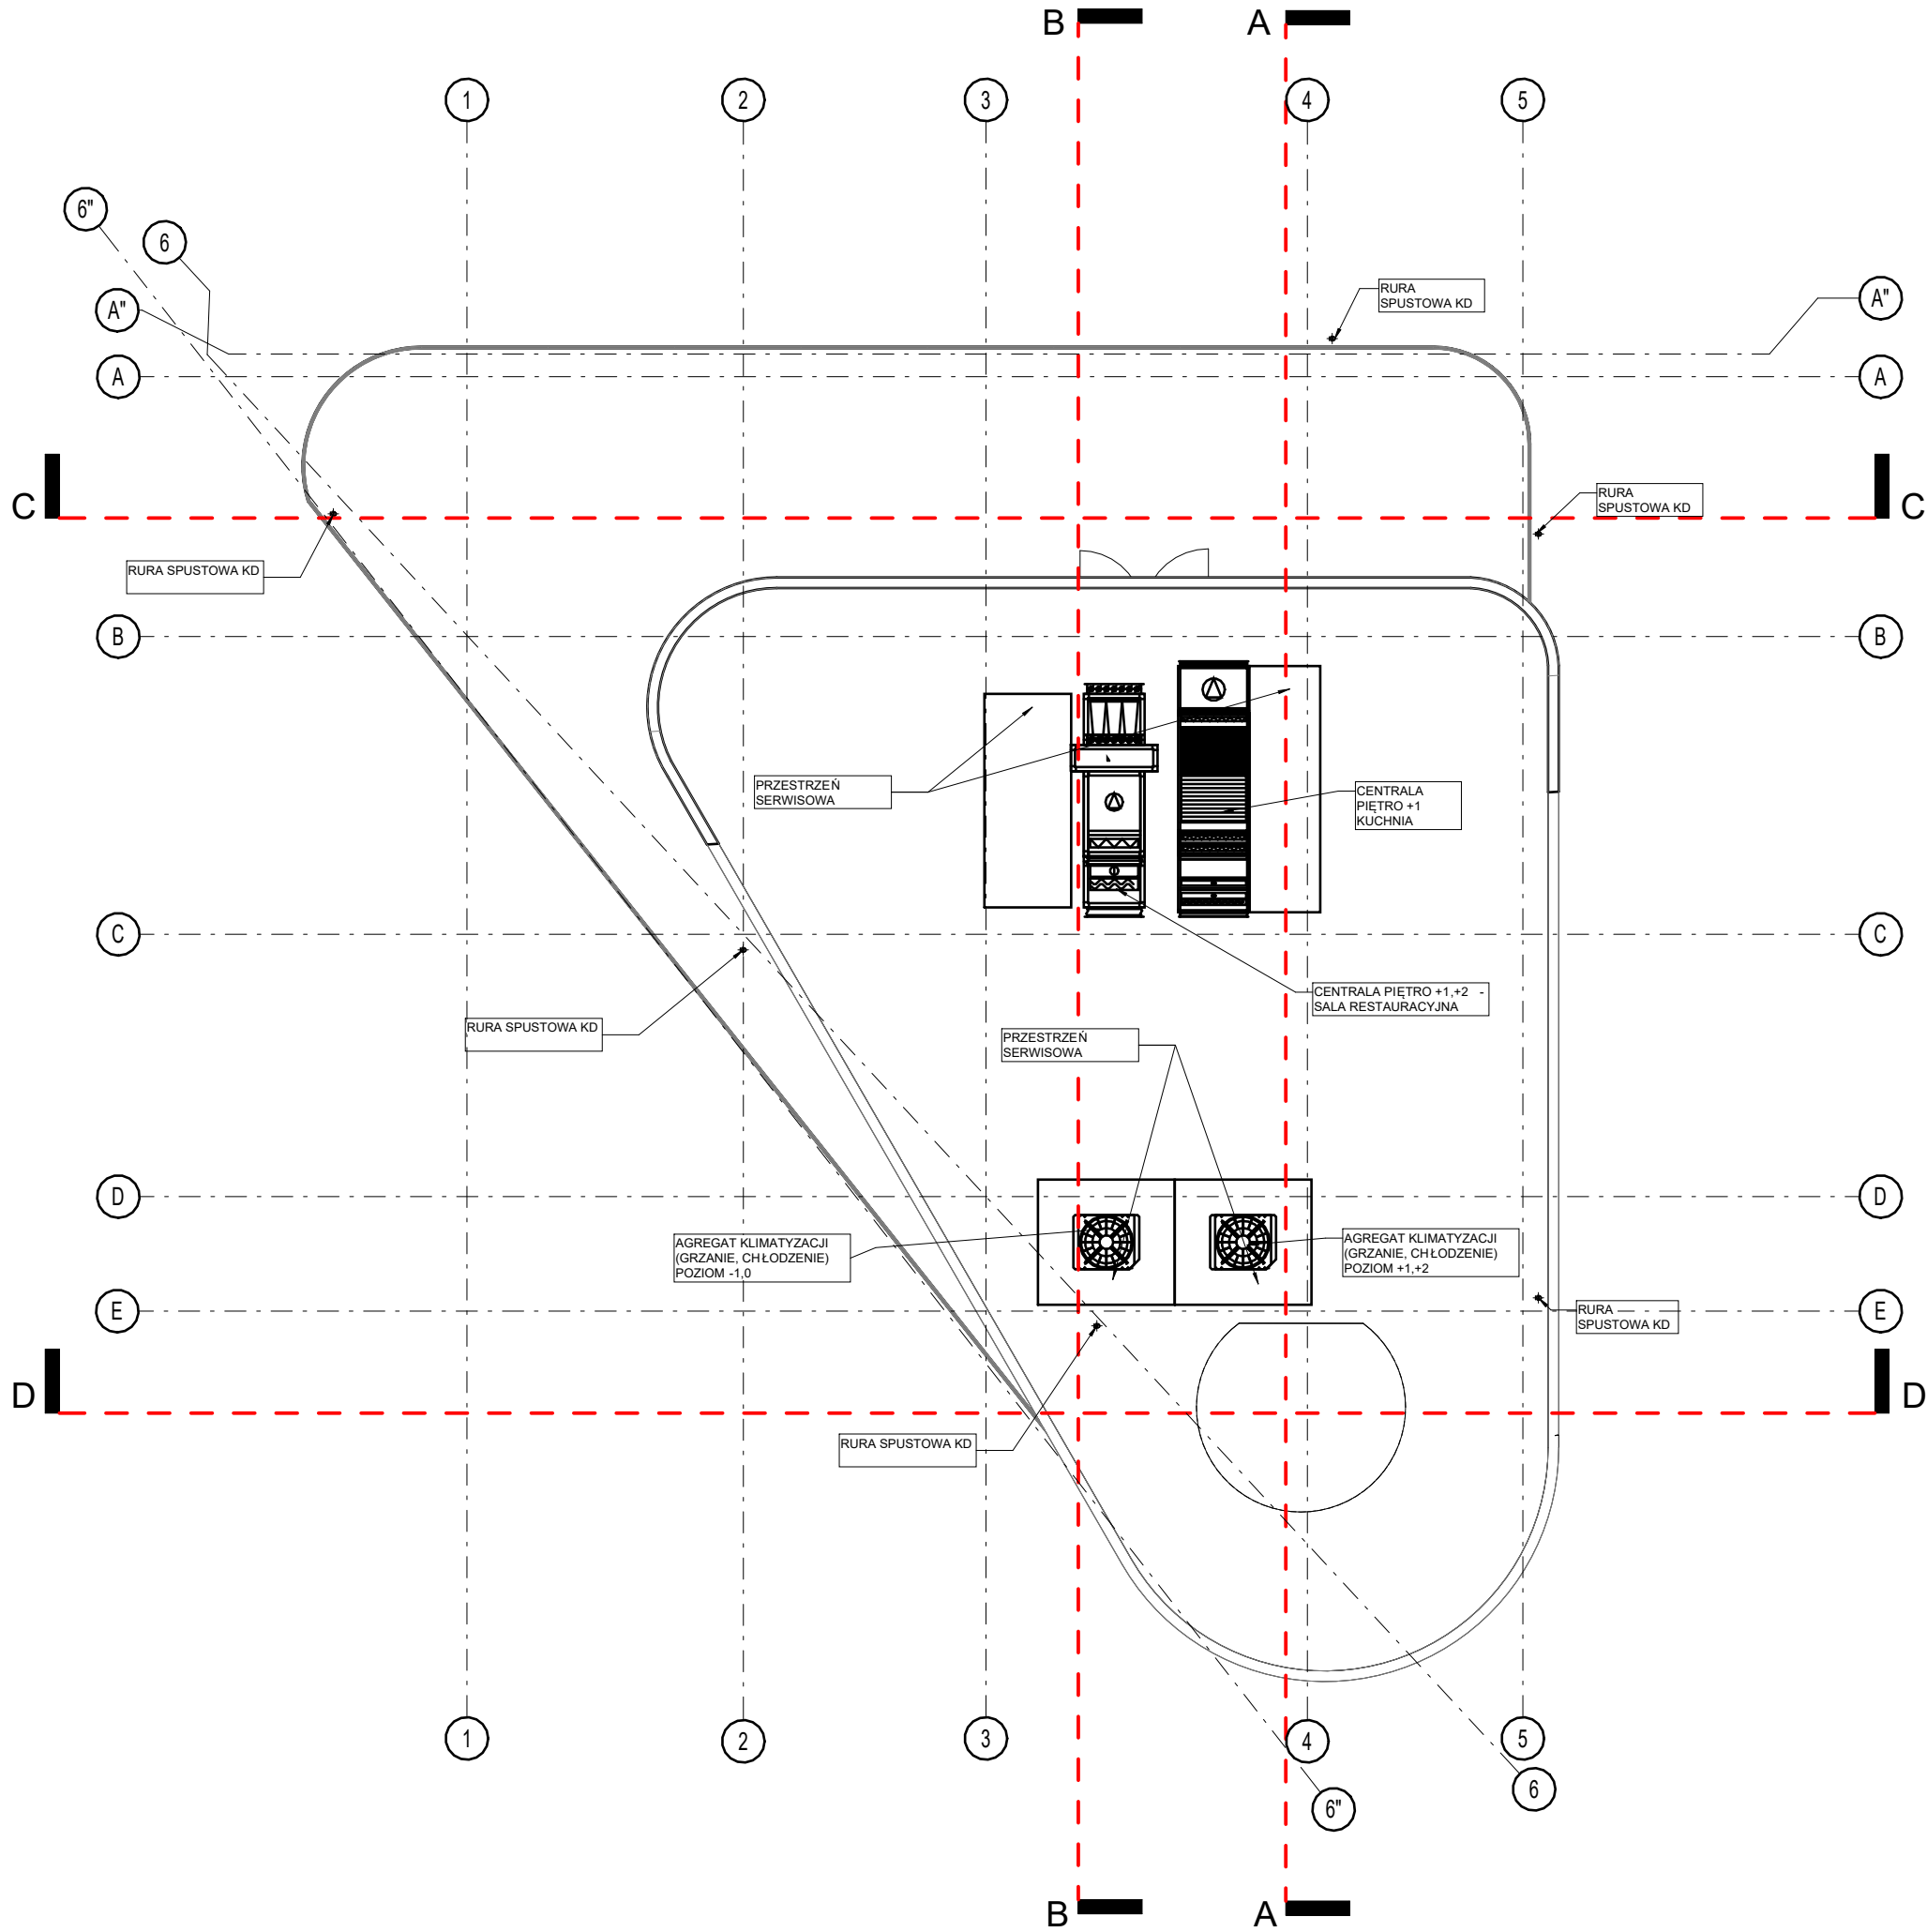 B
A
1
2
3
4
5
6"
6
A"
A"
RURA
SPUSTOWA KD
A
A
C
C
RURA
SPUSTOWA KD
RURA SPUSTOWA KD
B
B
PRZESTRZEŃ
SERWISOWA
CENTRALA
PIĘTRO +1
KUCHNIA
C
C
CENTRALA PIĘTRO +1,+2 -
SALA RESTAURACYJNA
RURA SPUSTOWA KD
PRZESTRZEŃ
SERWISOWA
D
D
AGREGAT KLIMATYZACJI
(GRZANIE, CHŁODZENIE)
POZIOM -1,0
AGREGAT KLIMATYZACJI
(GRZANIE, CHŁODZENIE)
POZIOM +1,+2
E
E
RURA
SPUSTOWA KD
D
D
RURA SPUSTOWA KD
1
2
3
4
5
6
6"
B
A